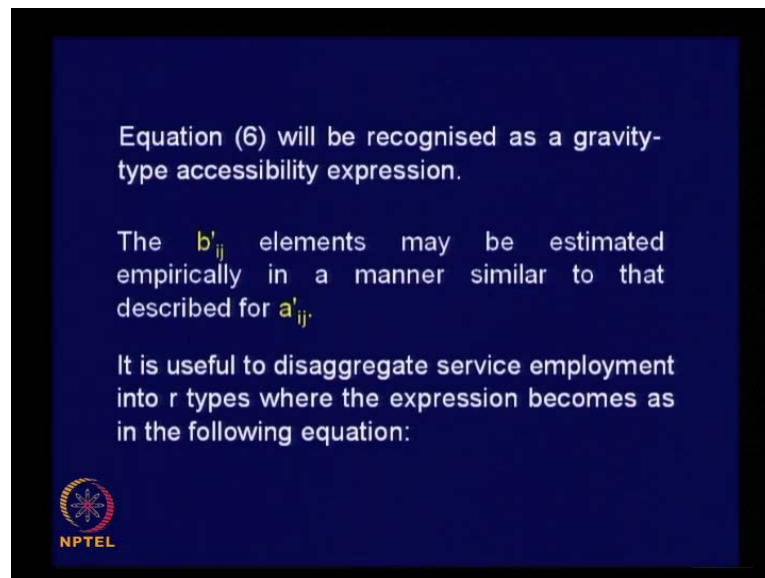 Equation (6) will be recognised as a gravity-
type accessibility expression.
The b'ij elements may be estimated
empirically in a manner similar to that
described for a'ij.
It is useful to disaggregate service employment
into r types where the expression becomes as
in the following equation:
NPTEL